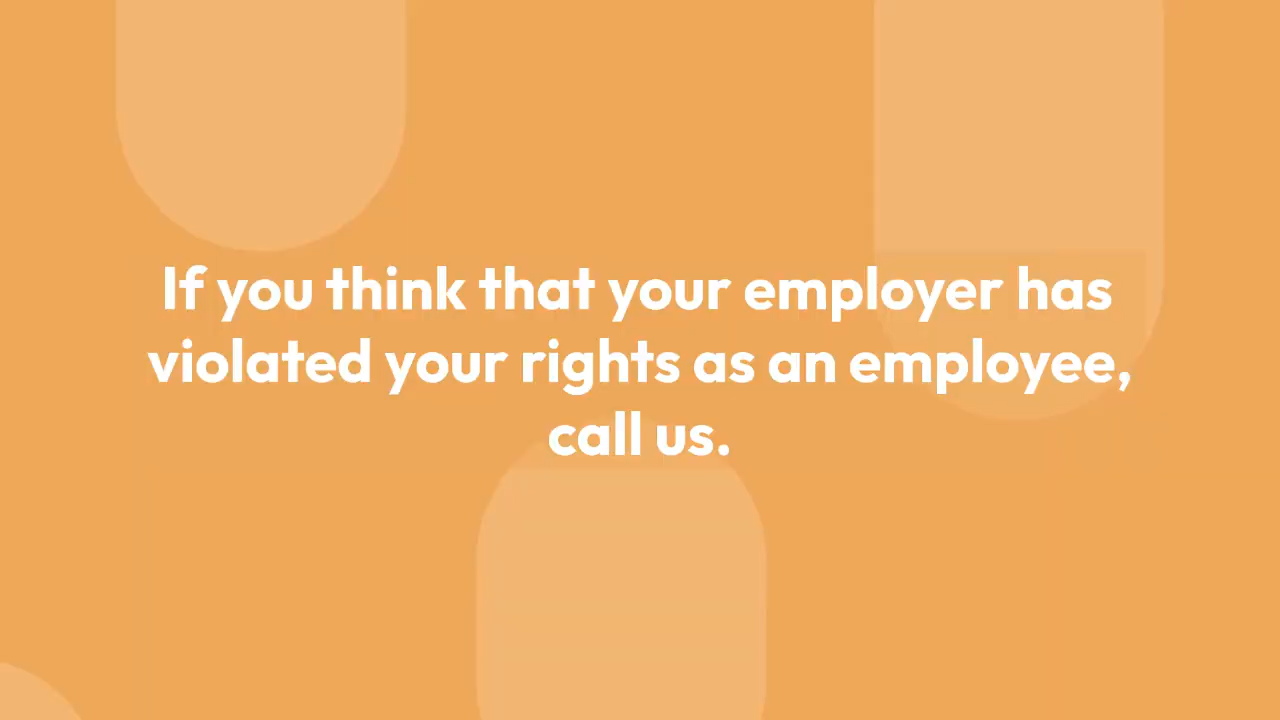 If you think that your employer has
violated your rights as an employee,
call us.